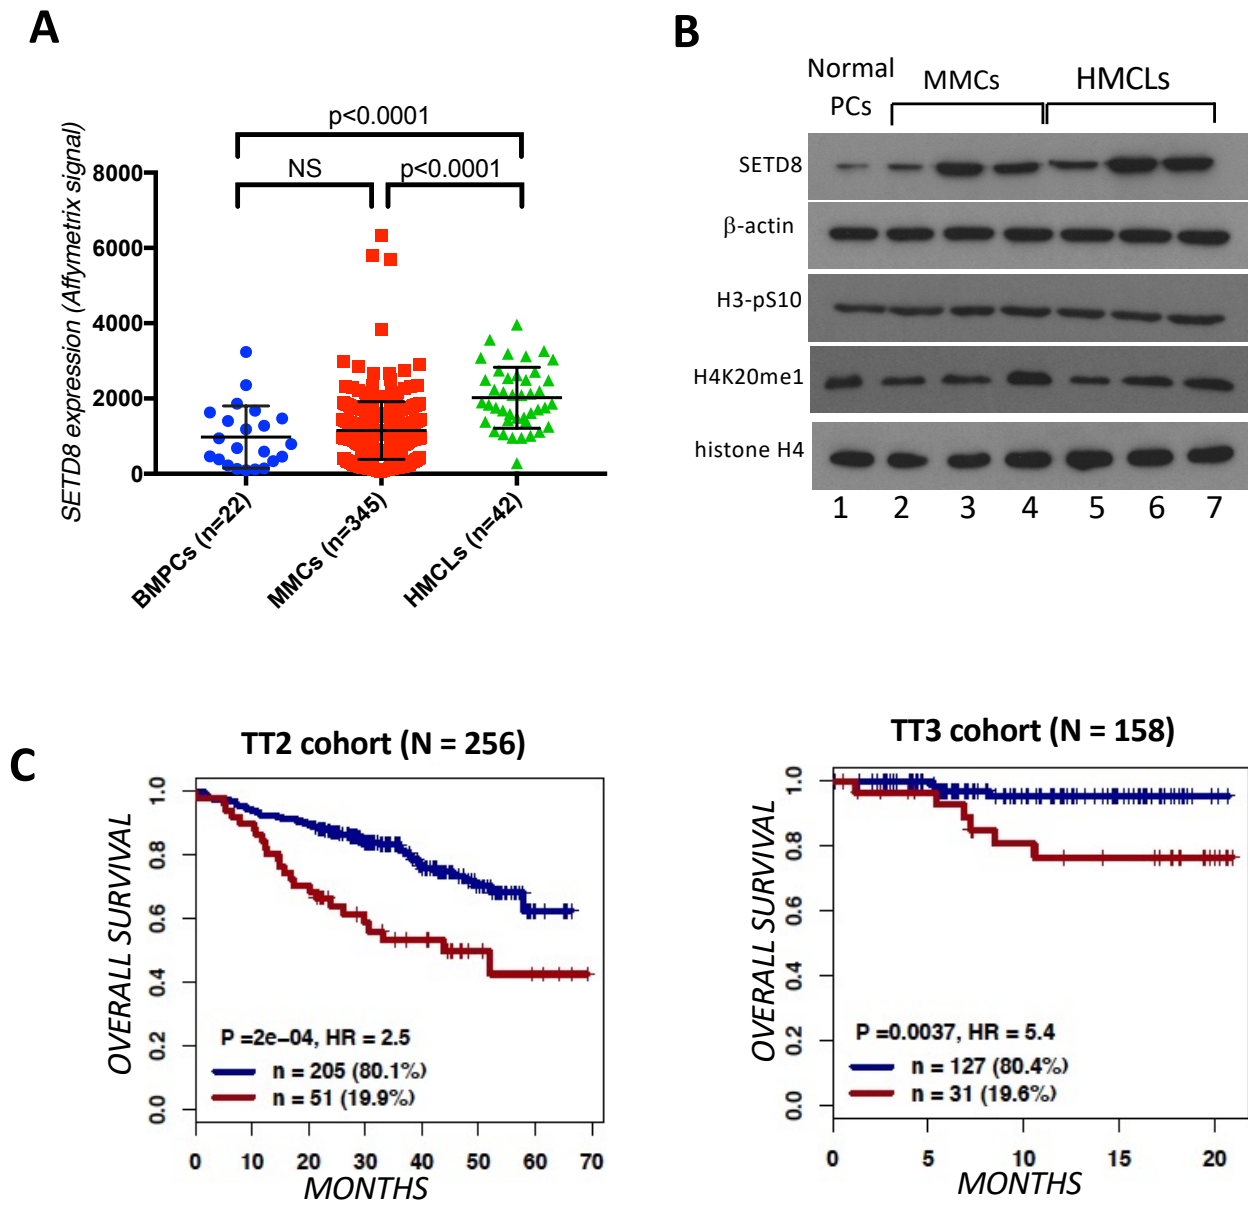 A
p<0.0001
NS
p<0.0001
SETD8 expression (Affymetrix signal)
8000
6000
4000
2000
0
BMPCs (n=22)
MMCs (n=345)
HMCLs (n=42)
B
Normal
PCs
MMCs
HMCLs
SETD8
β-actin
H3-pS10
H4K20me1
histone H4
1 2 3 4 5 6 7
C
TT2 cohort (N = 256)
OVERALL SURVIVAL
1.0
0.8
0.6
0.4
0.2
0.0
P =2e−04, HR = 2.5
n = 205 (80.1%)
n = 51 (19.9%)
0 10 20 30 40 50 60 70
MONTHS
TT3 cohort (N = 158)
OVERALL SURVIVAL
1.0
0.8
0.6
0.4
0.2
0.0
P =0.0037, HR = 5.4
n = 127 (80.4%)
n = 31 (19.6%)
0 5 10 15 20
MONTHS